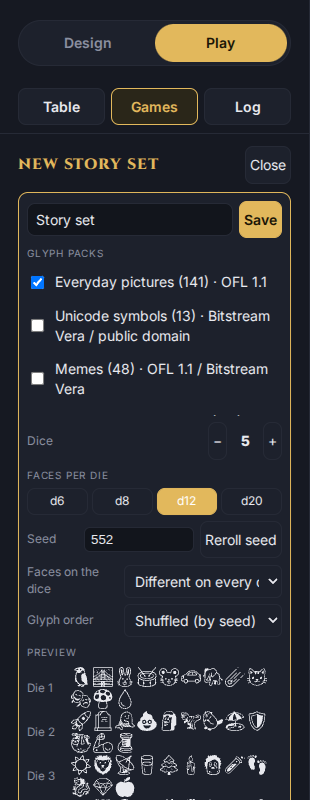 Design Play
Table Games Log
NEW STORY SET Close
Story set Save
GLYPH PACKS
Everyday pictures (141) · OFL 1.1
Unicode symbols (13) · Bitstream
Vera / public domain
Memes (48) · OFL 1.1 / Bitstream
Vera
Dice − 5 +
FACES PER DIE
d6 d8 d12 d20
Seed 552 Reroll seed
Faces on the
dice
Different on every
Glyph order Shuffled (by seed)
PREVIEW
Die 1
Die 2
Die 3